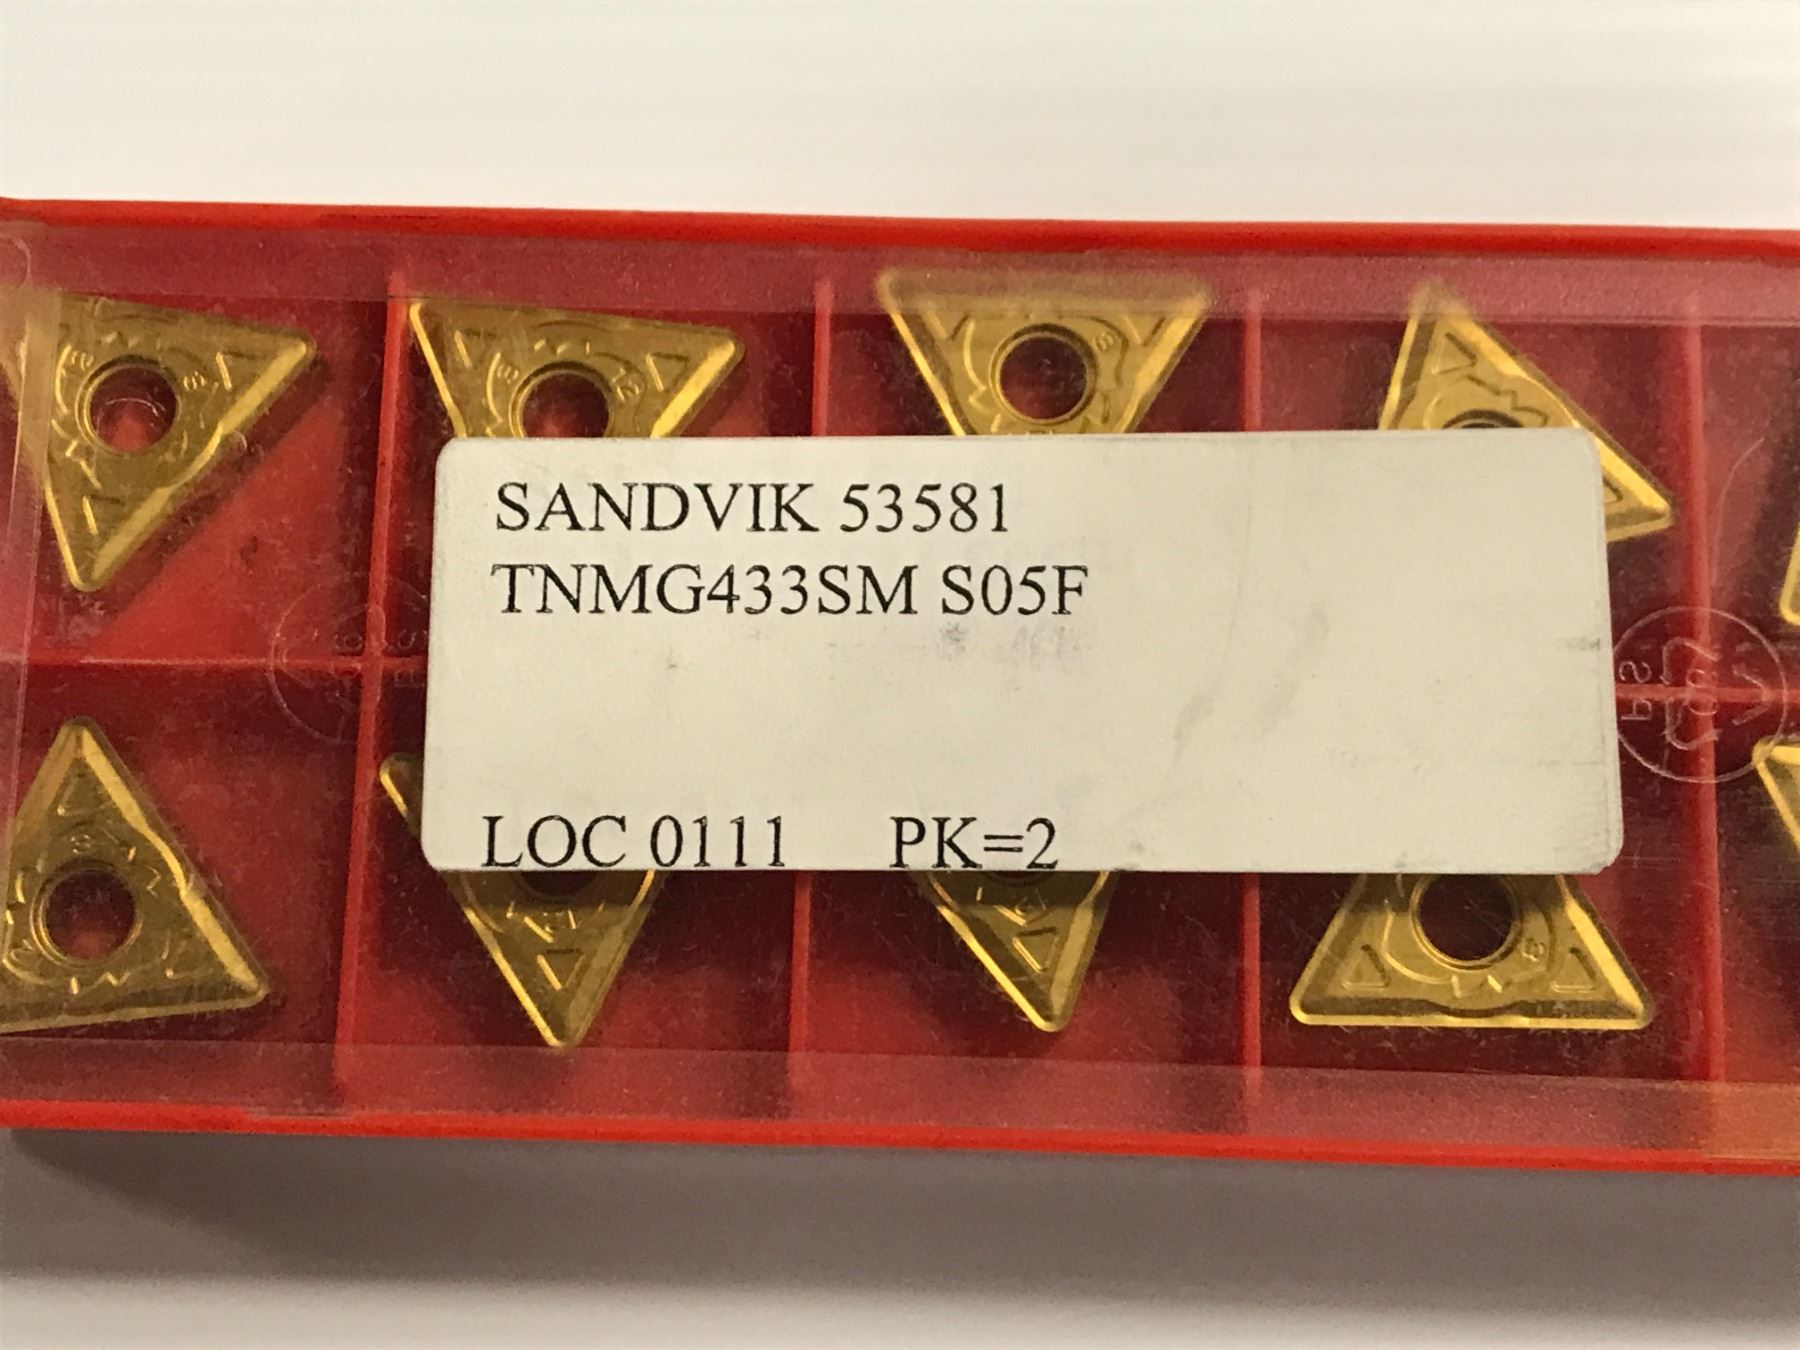 SANDVIK 53581
TNMG433SM S05F
LOC 0111 PK=2